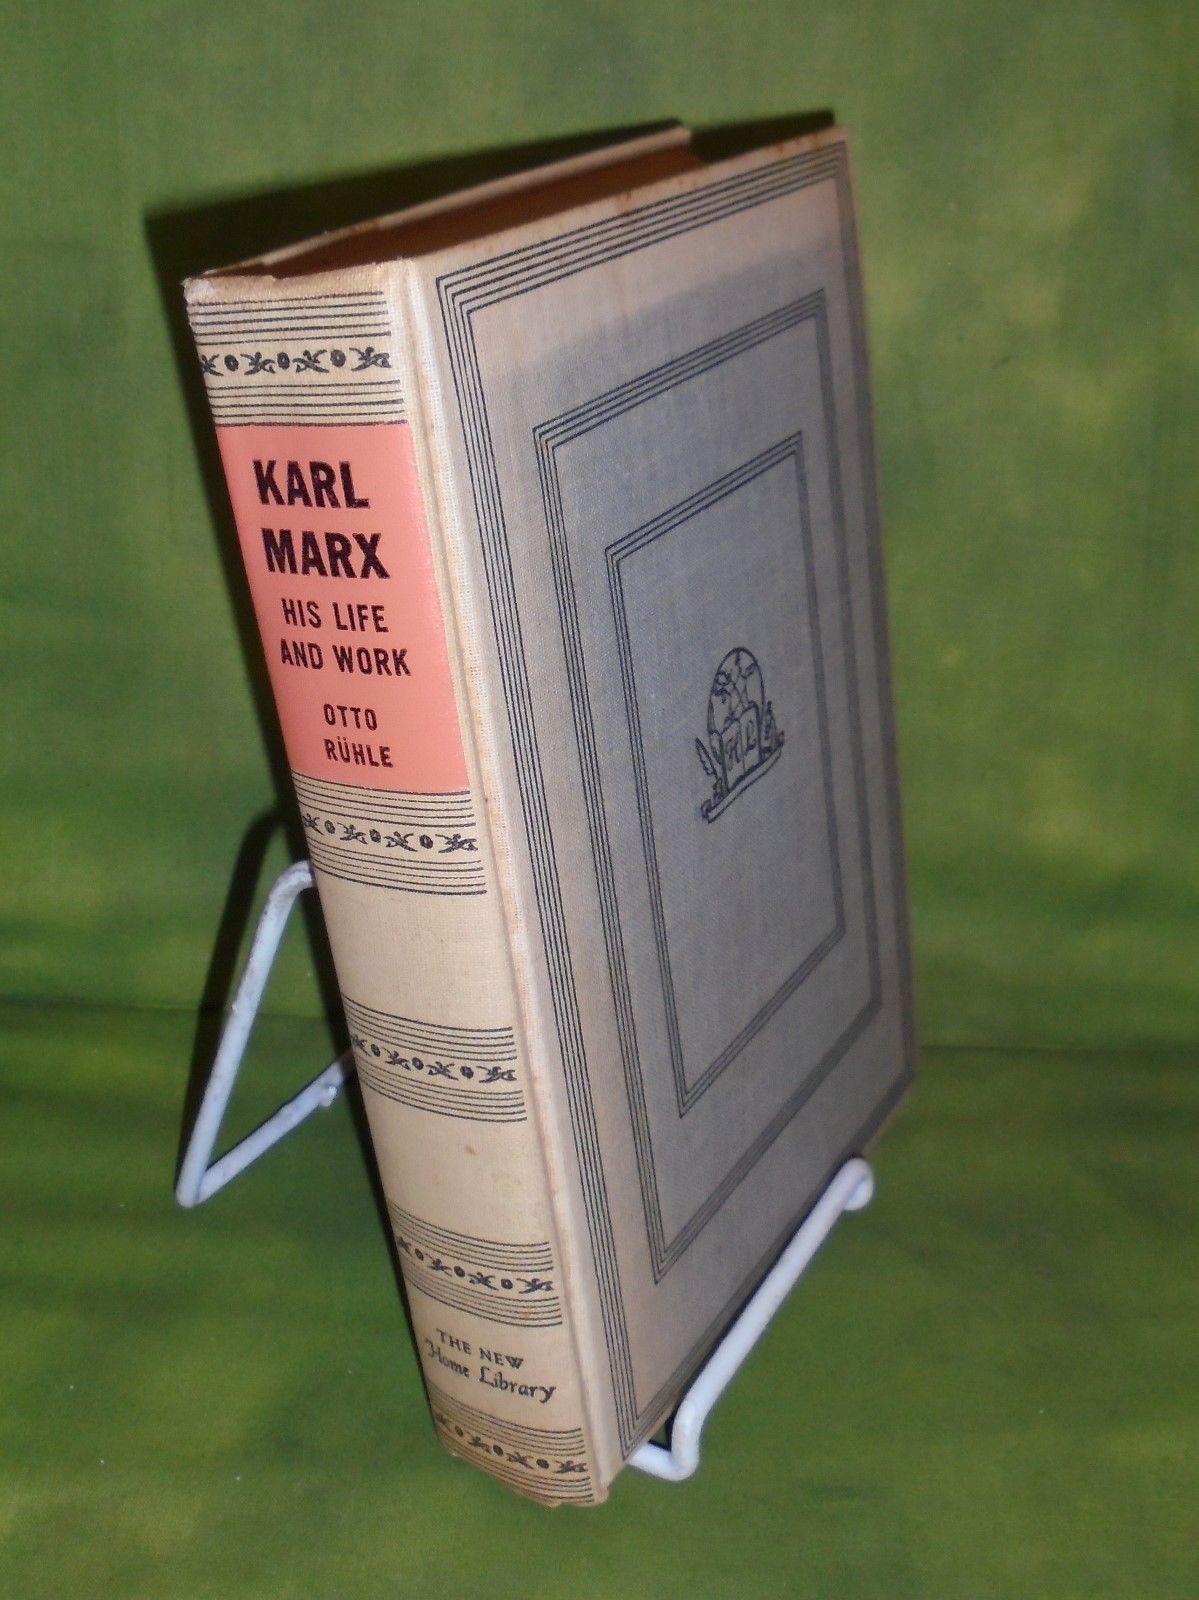 KARL
MARX
HIS LIFE
AND WORK
OTTO
RÜHLE
THE NEW
Home Library